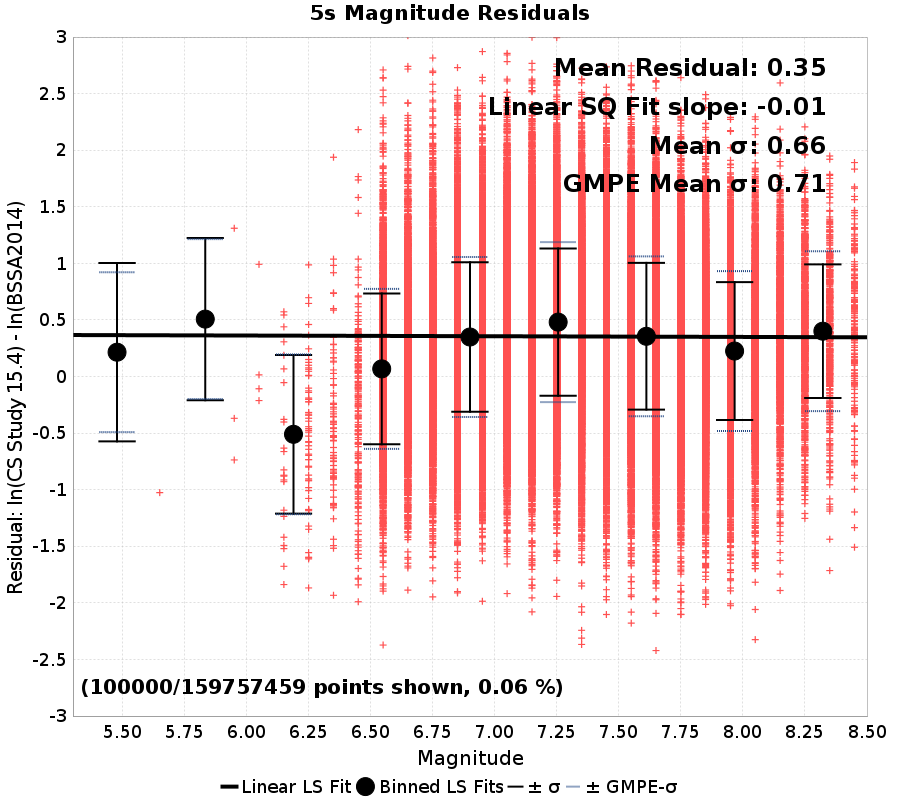 5s Magnitude Residuals
Mean Residual: 0.35
Linear SQ Fit slope: -0.01
Mean σ: 0.66
GMPE Mean σ: 0.71
Residual: ln(CS Study 15.4) - ln(BSSA2014)
3
2.5
2
1.5
1
0.5
0
-0.5
-1
-1.5
-2
-2.5
-3
(100000/159757459 points shown, 0.06 %)
5.50 5.75 6.00 6.25 6.50 6.75 7.00 7.25 7.50 7.75 8.00 8.25 8.50
Magnitude
Linear LS Fit Binned LS Fits ± σ ± GMPE-σ